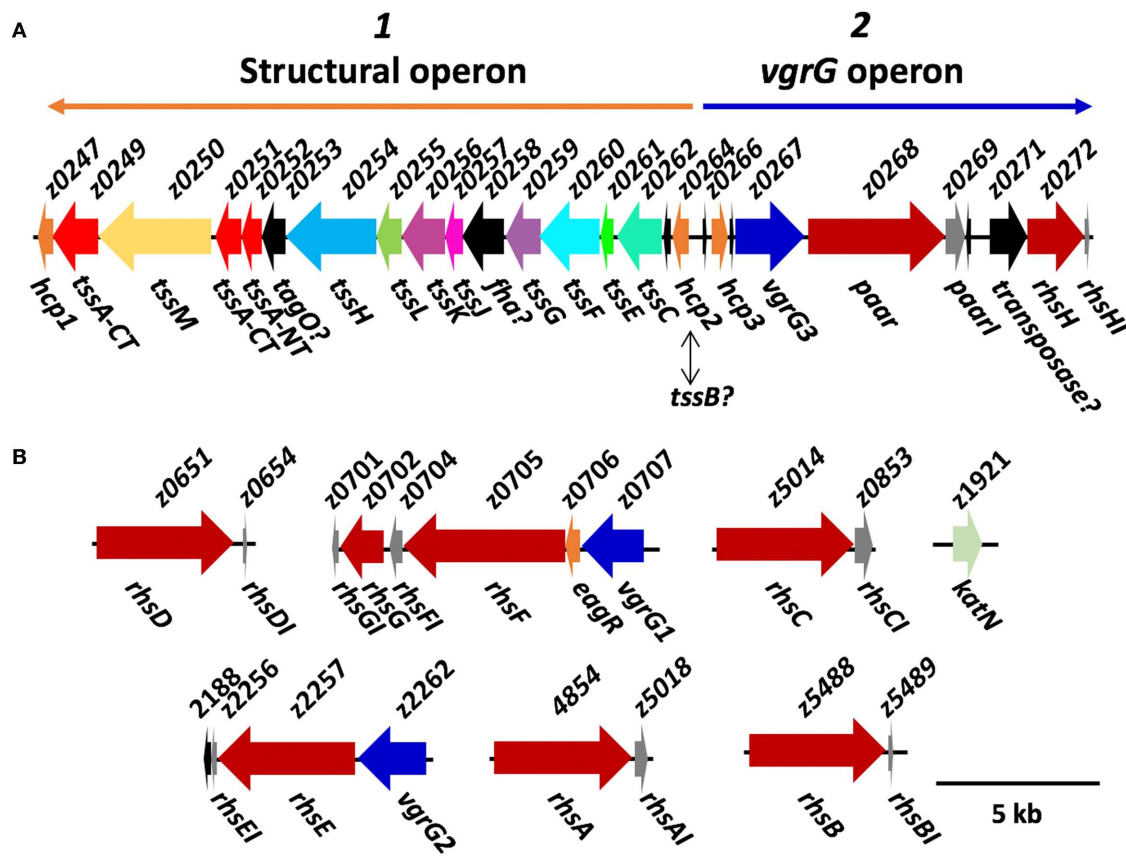 A
1
2
Structural operon
vgrG operon
z0247
z0249
z0250
z0251
z0252
z0253
z0254
z0255
z0256
z0257
z0258
z0259
z0260
z0261
z0262
z0264
z0266
z0267
z0268
z0269
z0271
z0272
hcp1
tssA-CT
tssM
tssA-CT
tssA-NT
tagO?
tssH
tssL
tssK
tssJ
fha?
tssG
tssF
tssE
tssC
hcp2
hcp3
vgrG3
paar
paarI
transposase?
rhsH
rhsHI
tssB?
B
z0651
z0654
z0701
z0702
z0704
z0705
z0706
z0707
z5014
z0853
z1921
rhsD
rhsDI
rhsGI
rhsG
rhsFI
rhsF
eagR
vgrG1
rhsC
rhsCI
katN
2188
z2256
z2257
z2262
4854
z5018
z5488
z5489
rhsEI
rhsE
vgrG2
rhsA
rhsAI
rhsB
rhsBI
5 kb